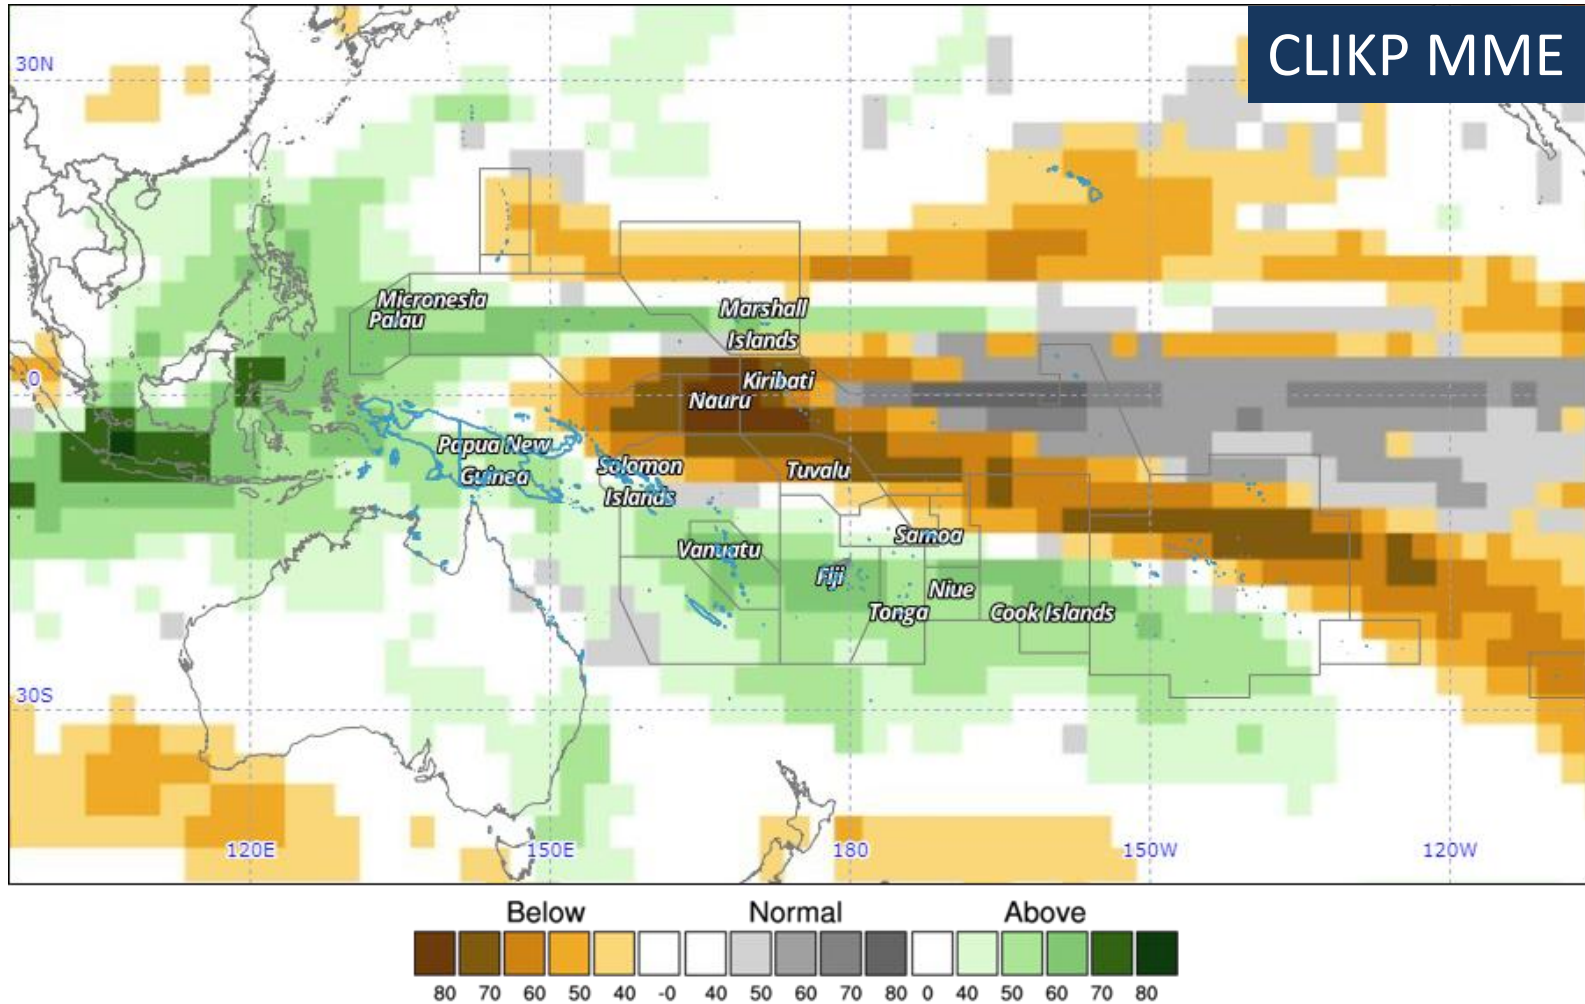 CLIKP MME
30N
Micronesia
Palau
Marshall
Islands
0
Kiribati
Nauru
Papua New
Guinea
Solomon
Islands
Tuvalu
Samoa
Vanuatu
Fiji
Niue
Tonga
Cook Islands
30S
120E 150E 180 150W 120W
Below Normal Above
80 70 60 50 40 -0 40 50 60 70 80 0 40 50 60 70 80